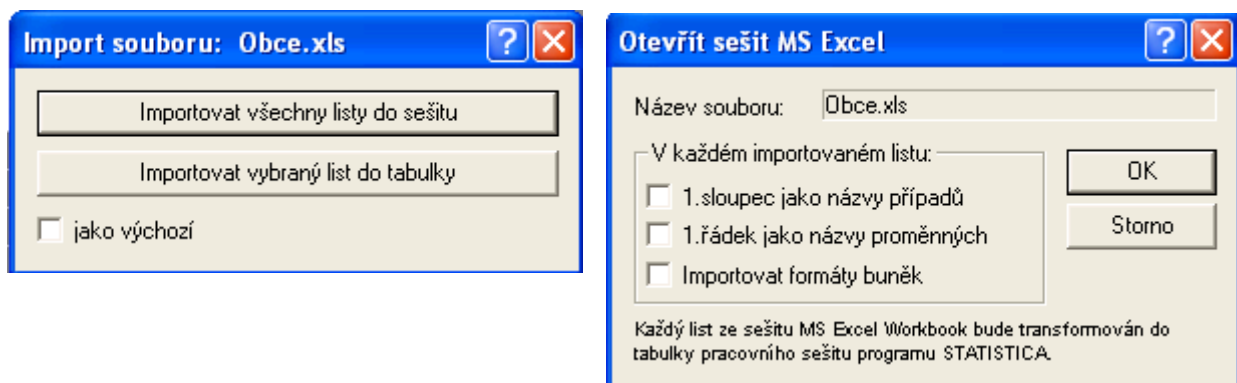 Import souboru: Obce.xls
Importovat všechny listy do sešitu
Importovat vybraný list do tabulky
jako výchozí
Otevřít sešit MS Excel
Název souboru: Obce.xls
V každém importovaném listu:
1.sloupec jako názvy případů
1.řádek jako názvy proměnných
Importovat formáty buněk
OK
Storno
Každý list ze sešitu MS Excel Workbook bude transformován do
tabulky pracovního sešitu programu STATISTICA.